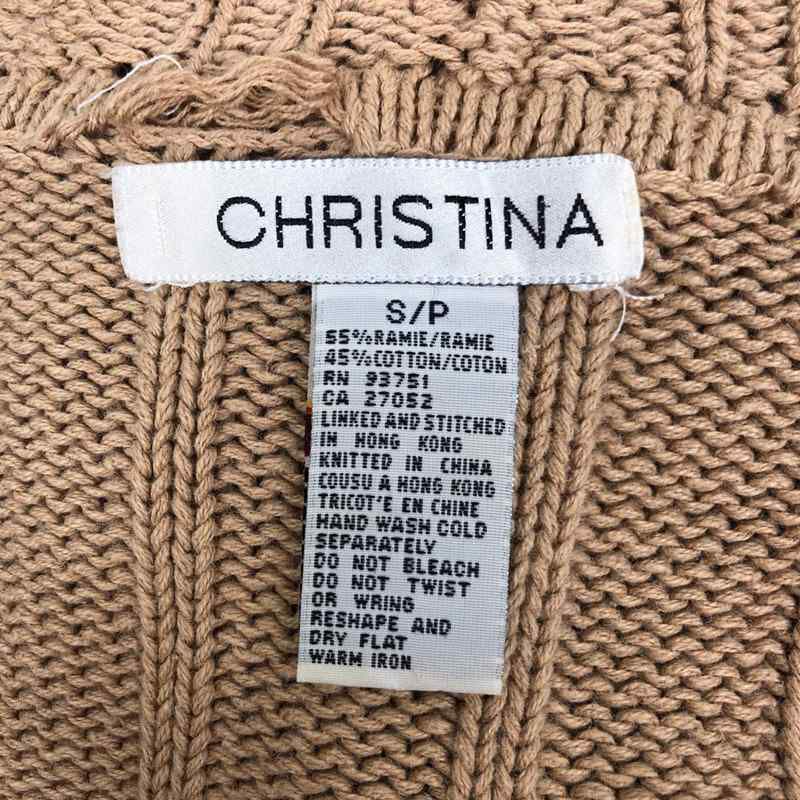 CHRISTINA
S/P
55%RAMIE/RAMIE
45%COTTON/COTON
RN 93751
CA 27052
LINKED AND STITCHED
IN HONG KONG
KNITTED IN CHINA
COUSU A HONG KONG
TRICOT'E EN CHINE
HAND WASH COLD
SEPARATELY
DO NOT BLEACH
DO NOT TWIST
OR WRING
RESHAPE AND
DRY FLAT
WARM IRON